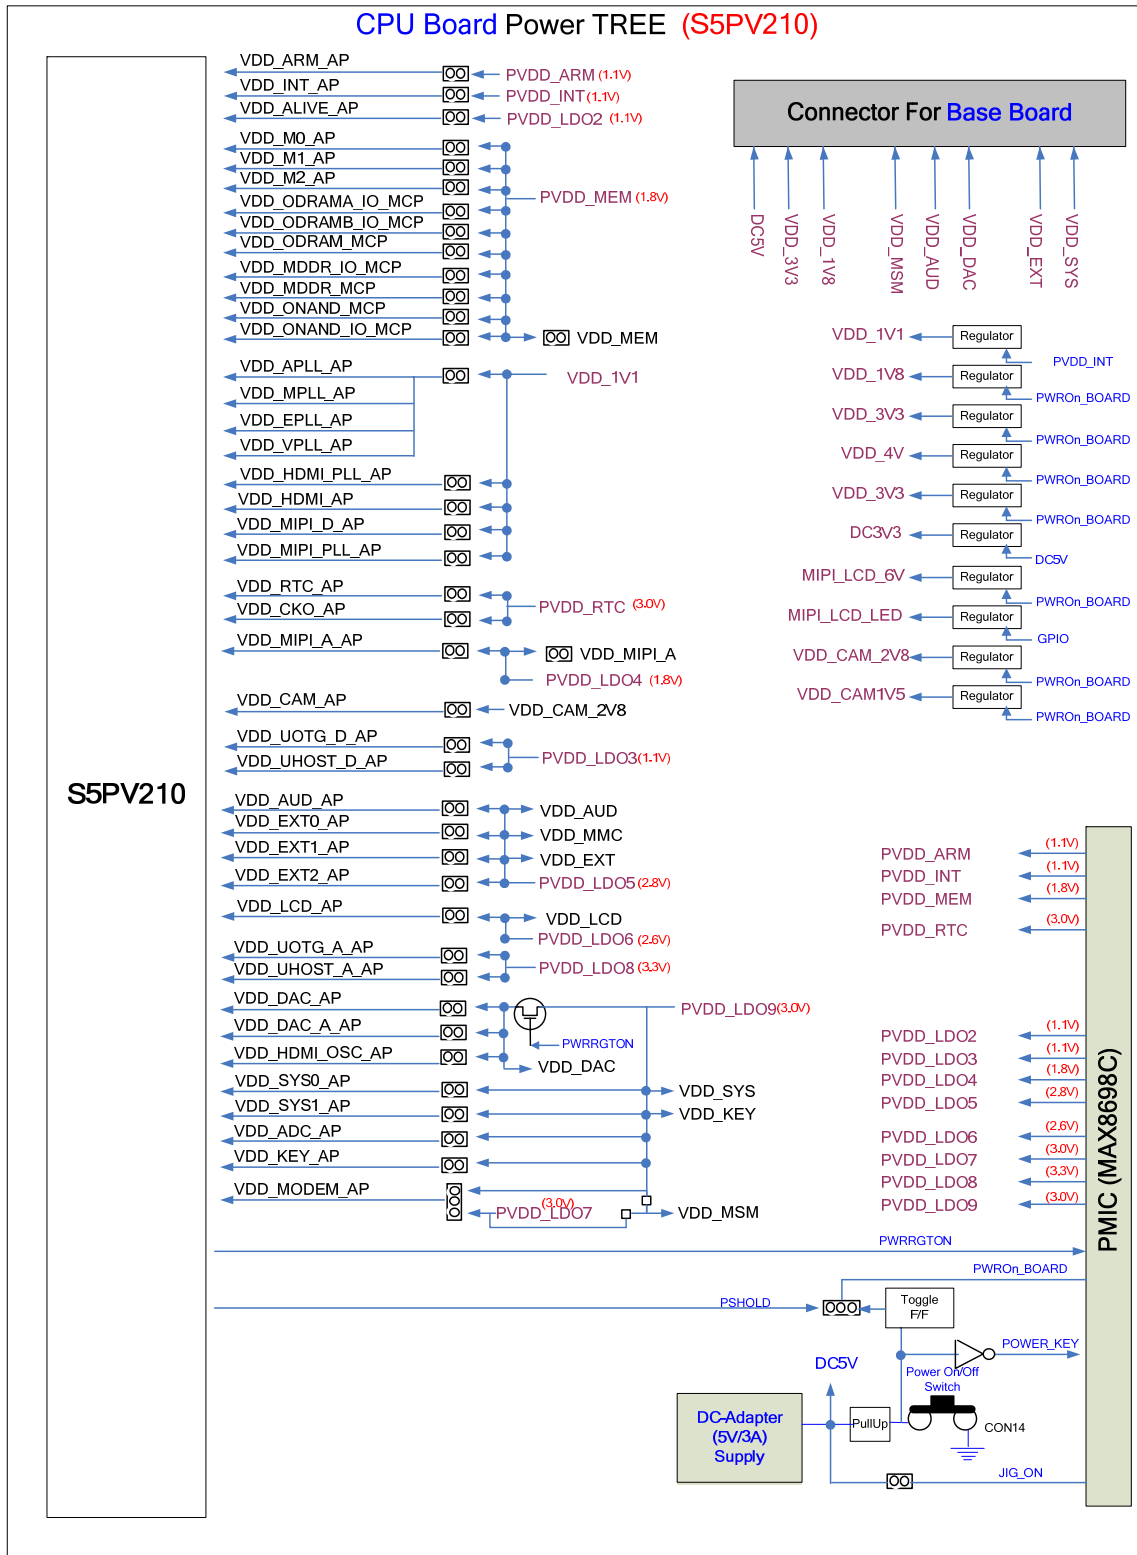 CPU Board Power TREE (S5PV210)
S5PV210
VDD_ARM_AP
PVDD_ARM (1.1V)
VDD_INT_AP
PVDD_INT (1.1V)
VDD_ALIVE_AP
PVDD_LDO2 (1.1V)
VDD_M0_AP
VDD_M1_AP
VDD_M2_AP
PVDD_MEM (1.8V)
VDD_ODRAMA_IO_MCP
VDD_ODRAMB_IO_MCP
VDD_ODRAM_MCP
VDD_MDDR_IO_MCP
VDD_MDDR_MCP
VDD_ONAND_MCP
VDD_ONAND_IO_MCP
VDD_MEM
VDD_APLL_AP
VDD_1V1
VDD_MPLL_AP
VDD_EPLL_AP
VDD_VPLL_AP
VDD_HDMI_PLL_AP
VDD_HDMI_AP
VDD_MIPI_D_AP
VDD_MIPI_PLL_AP
VDD_RTC_AP
PVDD_RTC (3.0V)
VDD_CKO_AP
VDD_MIPI_A_AP
VDD_MIPI_A
PVDD_LDO4 (1.8V)
VDD_CAM_AP
VDD_CAM_2V8
VDD_UOTG_D_AP
PVDD_LDO3(1.1V)
VDD_UHOST_D_AP
VDD_AUD_AP
VDD_AUD
VDD_EXT0_AP
VDD_MMC
VDD_EXT1_AP
VDD_EXT
VDD_EXT2_AP
PVDD_LDO5 (2.8V)
VDD_LCD_AP
VDD_LCD
PVDD_LDO6 (2.6V)
VDD_UOTG_A_AP
PVDD_LDO8 (3.3V)
VDD_UHOST_A_AP
VDD_DAC_AP
PVDD_LDO9(3.0V)
VDD_DAC_A_AP
PWRRGTON
VDD_HDMI_OSC_AP
VDD_DAC
VDD_SYS0_AP
VDD_SYS
VDD_SYS1_AP
VDD_KEY
VDD_ADC_AP
VDD_KEY_AP
VDD_MODEM_AP
(3.0V)
PVDD_LDO7
VDD_MSM
Connector For Base Board
DC5V
VDD_3V3
VDD_1V8
VDD_MSM
VDD_AUD
VDD_DAC
VDD_EXT
VDD_SYS
VDD_1V1
Regulator
PVDD_INT
VDD_1V8
Regulator
PWROn_BOARD
VDD_3V3
Regulator
PWROn_BOARD
VDD_4V
Regulator
PWROn_BOARD
VDD_3V3
Regulator
PWROn_BOARD
DC3V3
Regulator
DC5V
MIPI_LCD_6V
Regulator
PWROn_BOARD
MIPI_LCD_LED
Regulator
GPIO
VDD_CAM_2V8
Regulator
PWROn_BOARD
VDD_CAM1V5
Regulator
PWROn_BOARD
PMIC (MAX8698C)
PVDD_ARM (1.1V)
PVDD_INT (1.1V)
PVDD_MEM (1.8V)
PVDD_RTC (3.0V)
PVDD_LDO2 (1.1V)
PVDD_LDO3 (1.1V)
PVDD_LDO4 (1.8V)
PVDD_LDO5 (2.8V)
PVDD_LDO6 (2.6V)
PVDD_LDO7 (3.0V)
PVDD_LDO8 (3.3V)
PVDD_LDO9 (3.0V)
PWRRGTON
PWROn_BOARD
PSHOLD
Toggle
F/F
POWER_KEY
DC5V
Power On/Off
Switch
DC-Adapter
(5V/3A)
Supply
PullUp
CON14
JIG_ON